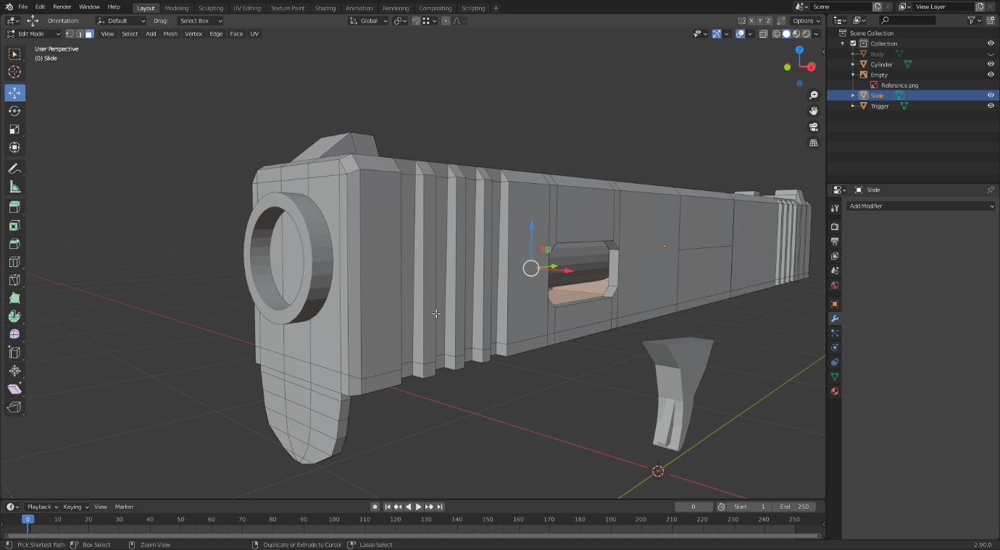 File Edit Render Window Help Layout Modeling Sculpting UV Editing Texture Paint Shading Animation Rendering Compositing Scripting + Scene View Layer
Orientation: Default Drag: Select Box Global X Y Z Options
Edit Mode View Select Add Mesh Vertex Edge Face UV
User Perspective
(0) Slide
Z
X
Scene Collection
Collection
Body
Cylinder
Empty
Reference.png
Slide
Trigger
Slide
Add Modifier
Playback Keying View Marker 0 Start 1 End 250
0 10 20 30 40 50 60 70 80 90 100 110 120 130 140 150 160 170 180 190 200 210 220 230 240 250
Pick Shortest Path Box Select Zoom View Duplicate or Extrude to Cursor Lasso Select 2.90.0